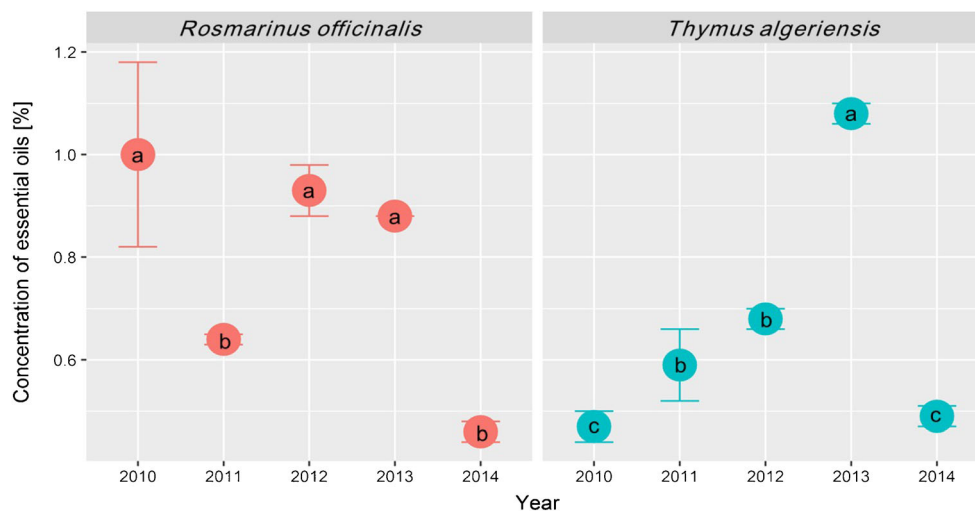 Rosmarinus officinalis
Thymus algeriensis
Concentration of essential oils [%]
1.2
1.0
0.8
0.6
a
b
a
a
b
c
b
b
a
c
2010 2011 2012 2013 2014
2010 2011 2012 2013 2014
Year